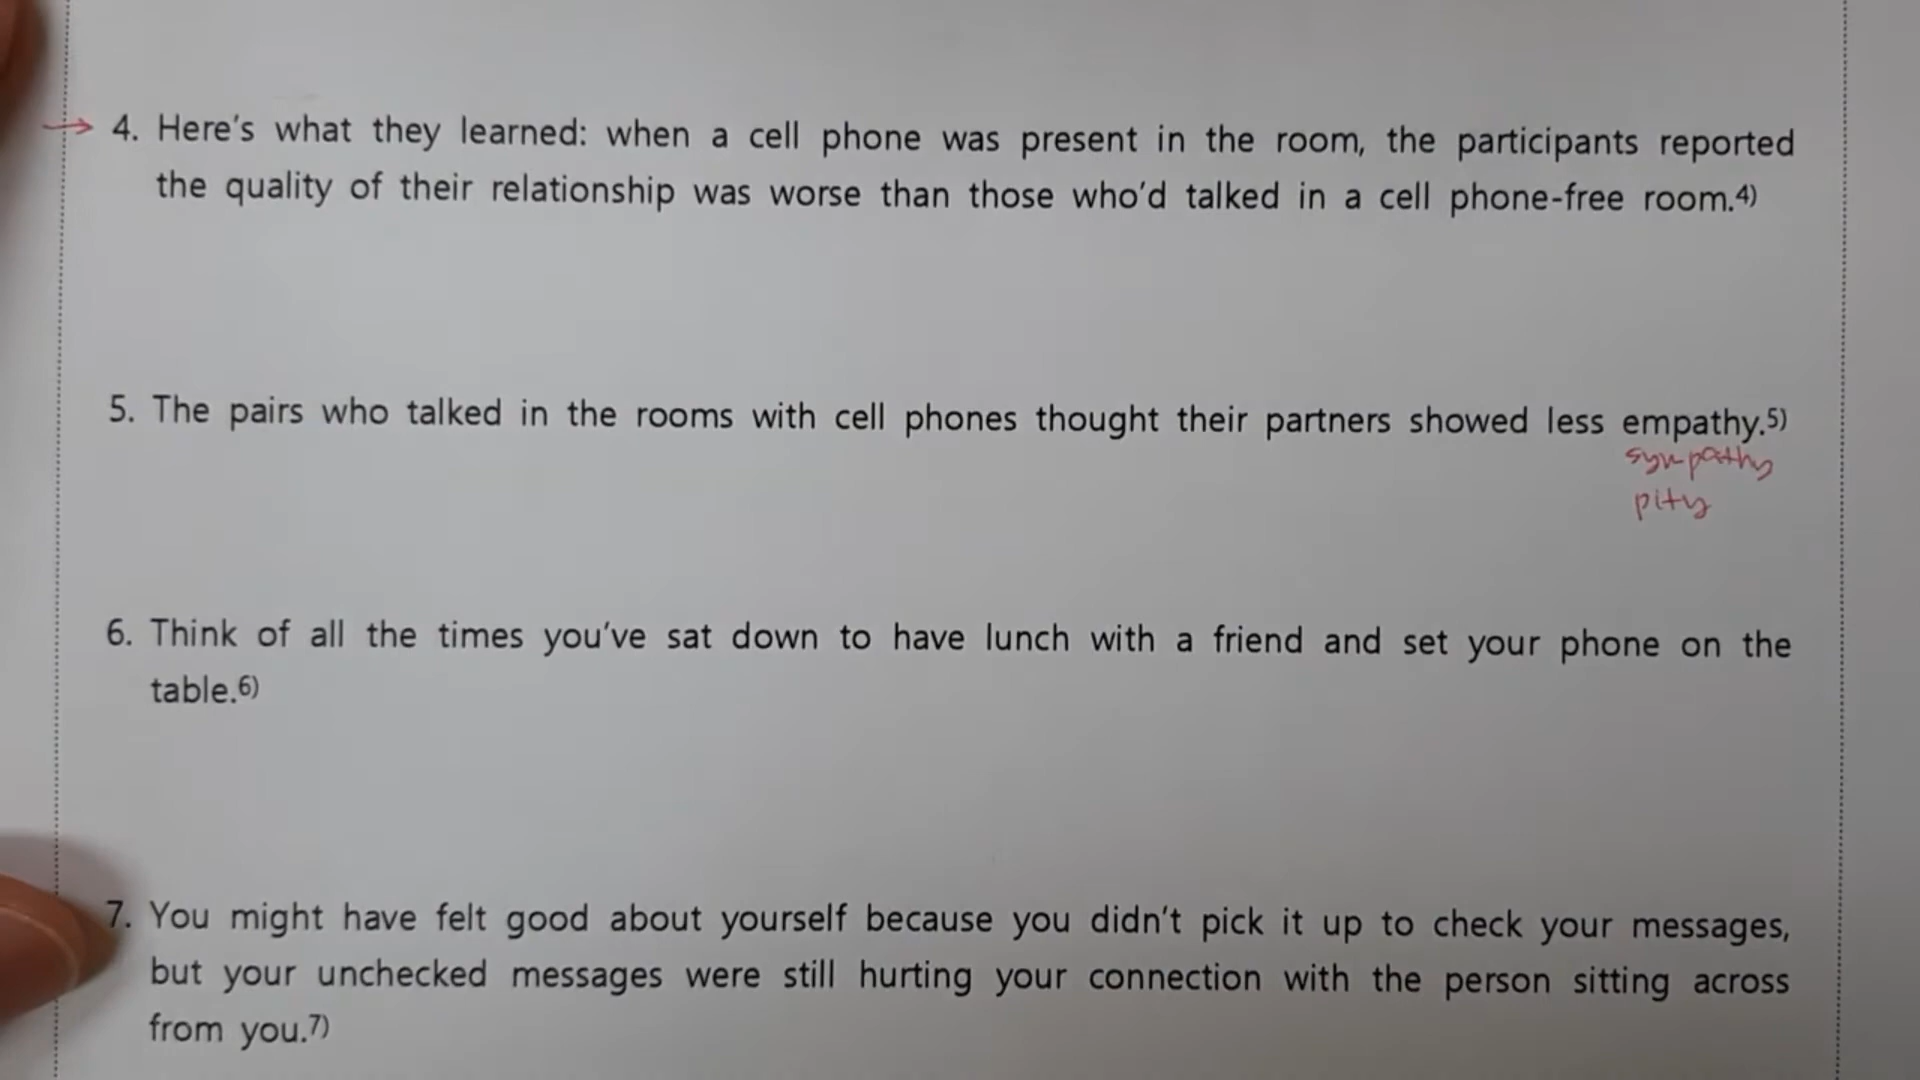 → 4. Here's what they learned: when a cell phone was present in the room, the participants reported
the quality of their relationship was worse than those who'd talked in a cell phone-free room.4)
5. The pairs who talked in the rooms with cell phones thought their partners showed less empathy.5)
sympathy
pity
6. Think of all the times you've sat down to have lunch with a friend and set your phone on the
table.6)
7. You might have felt good about yourself because you didn't pick it up to check your messages,
but your unchecked messages were still hurting your connection with the person sitting across
from you.7)